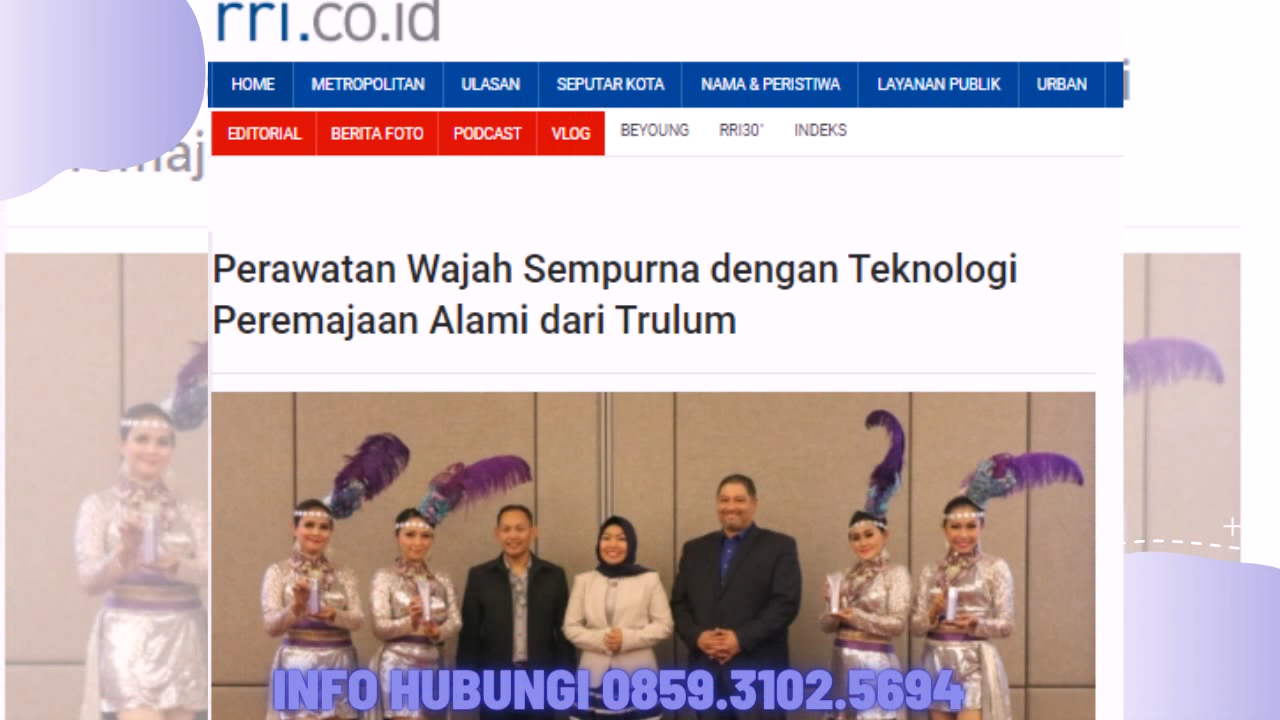 rri.co.id
HOME METROPOLITAN ULASAN SEPUTAR KOTA NAMA & PERISTIWA LAYANAN PUBLIK URBAN
EDITORIAL BERITA FOTO PODCAST VLOG BEYOUNG RRI30° INDEKS
Perawatan Wajah Sempurna dengan Teknologi
Peremajaan Alami dari Trulum
INFO HUBUNGI 0859.3102.5694